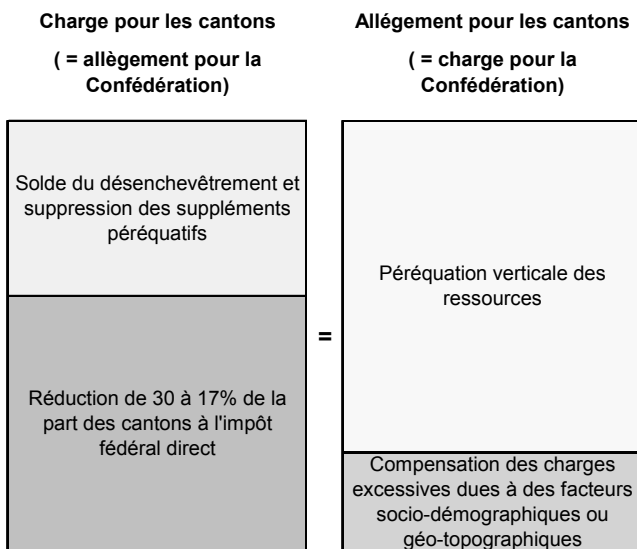 Charge pour les cantons
( = allègement pour la
Confédération)
Allégement pour les cantons
( = charge pour la
Confédération)
Solde du désenchevêtrement et
suppression des suppléments
péréquatifs
Réduction de 30 à 17% de la
part des cantons à l'impôt
fédéral direct
=
Péréquation verticale des
ressources
Compensation des charges
excessives dues à des facteurs
socio-démographiques ou
géo-topographiques